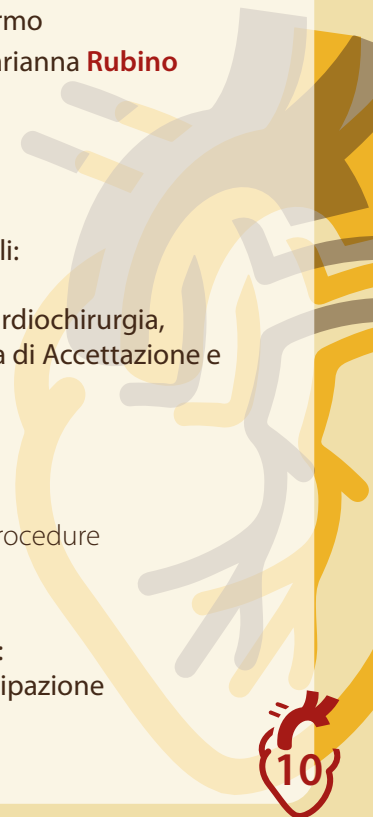 rmo
arianna Rubino
li:
rdiochirurgia,
a di Accettazione e
rocedure
:
ipazione
10